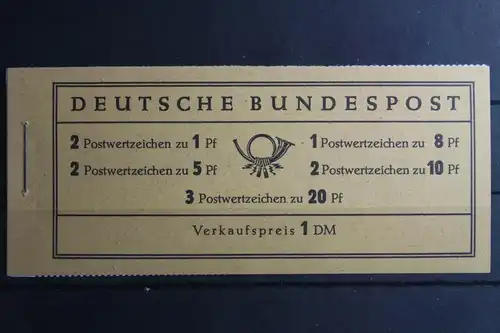 DEUTSCHE BUNDESPOST
2 Postwertzeichen zu 1 Pf 1 Postwertzeichen zu 8 Pf
2 Postwertzeichen zu 5 Pf 2 Postwertzeichen zu 10 Pf
3 Postwertzeichen zu 20 Pf
Verkaufspreis 1 DM